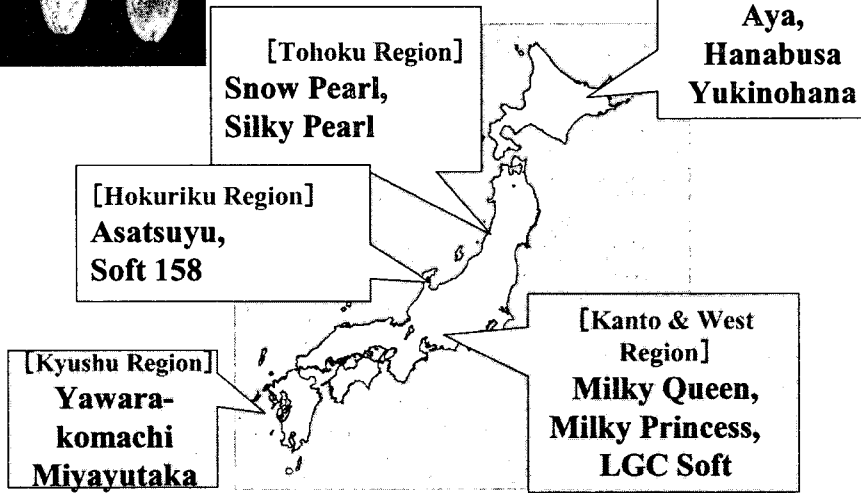 Aya,
Hanabusa
Yukinohana
[Tohoku Region]
Snow Pearl,
Silky Pearl
[Hokuriku Region]
Asatsuyu,
Soft 158
[Kanto & West
Region]
Milky Queen,
Milky Princess,
LGC Soft
[Kyushu Region]
Yawara-
komachi
Miyayutaka